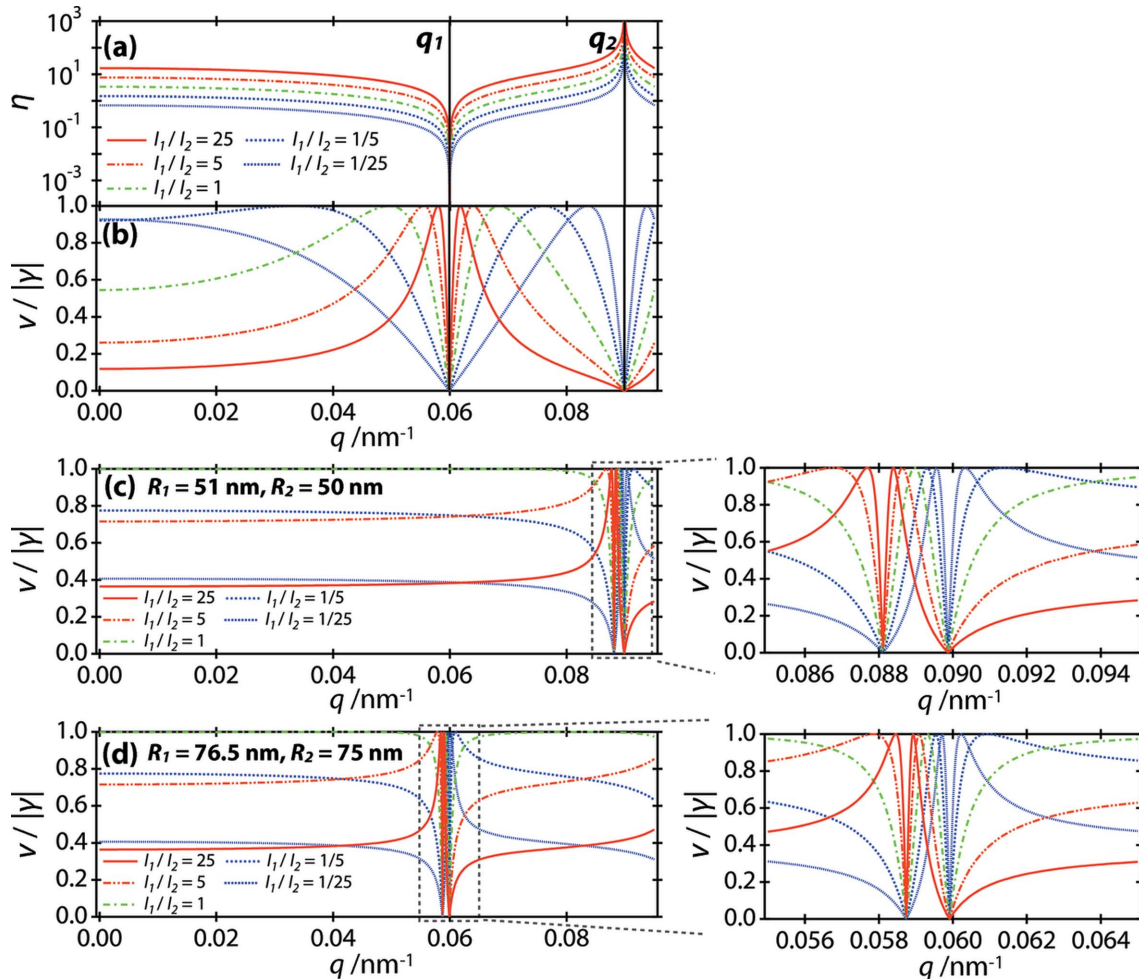 10³
10¹
10⁻¹
10⁻³
η
(a)
q₁
q₂
I₁ / I₂ = 25
I₁ / I₂ = 1/5
I₁ / I₂ = 5
I₁ / I₂ = 1/25
I₁ / I₂ = 1
1.0
0.8
0.6
0.4
0.2
0.0
v / |γ|
(b)
0.00
0.02
0.04
0.06
0.08
q /nm⁻¹
1.0
0.8
0.6
0.4
0.2
0.0
v / |γ|
(c) R₁ = 51 nm, R₂ = 50 nm
I₁ / I₂ = 25
I₁ / I₂ = 1/5
I₁ / I₂ = 5
I₁ / I₂ = 1/25
I₁ / I₂ = 1
0.00
0.02
0.04
0.06
0.08
q /nm⁻¹
1.0
0.8
0.6
0.4
0.2
0.0
v / |γ|
0.086
0.088
0.090
0.092
0.094
q /nm⁻¹
1.0
0.8
0.6
0.4
0.2
0.0
v / |γ|
(d) R₁ = 76.5 nm, R₂ = 75 nm
I₁ / I₂ = 25
I₁ / I₂ = 1/5
I₁ / I₂ = 5
I₁ / I₂ = 1/25
I₁ / I₂ = 1
0.00
0.02
0.04
0.06
0.08
q /nm⁻¹
1.0
0.8
0.6
0.4
0.2
0.0
v / |γ|
0.056
0.058
0.060
0.062
0.064
q /nm⁻¹